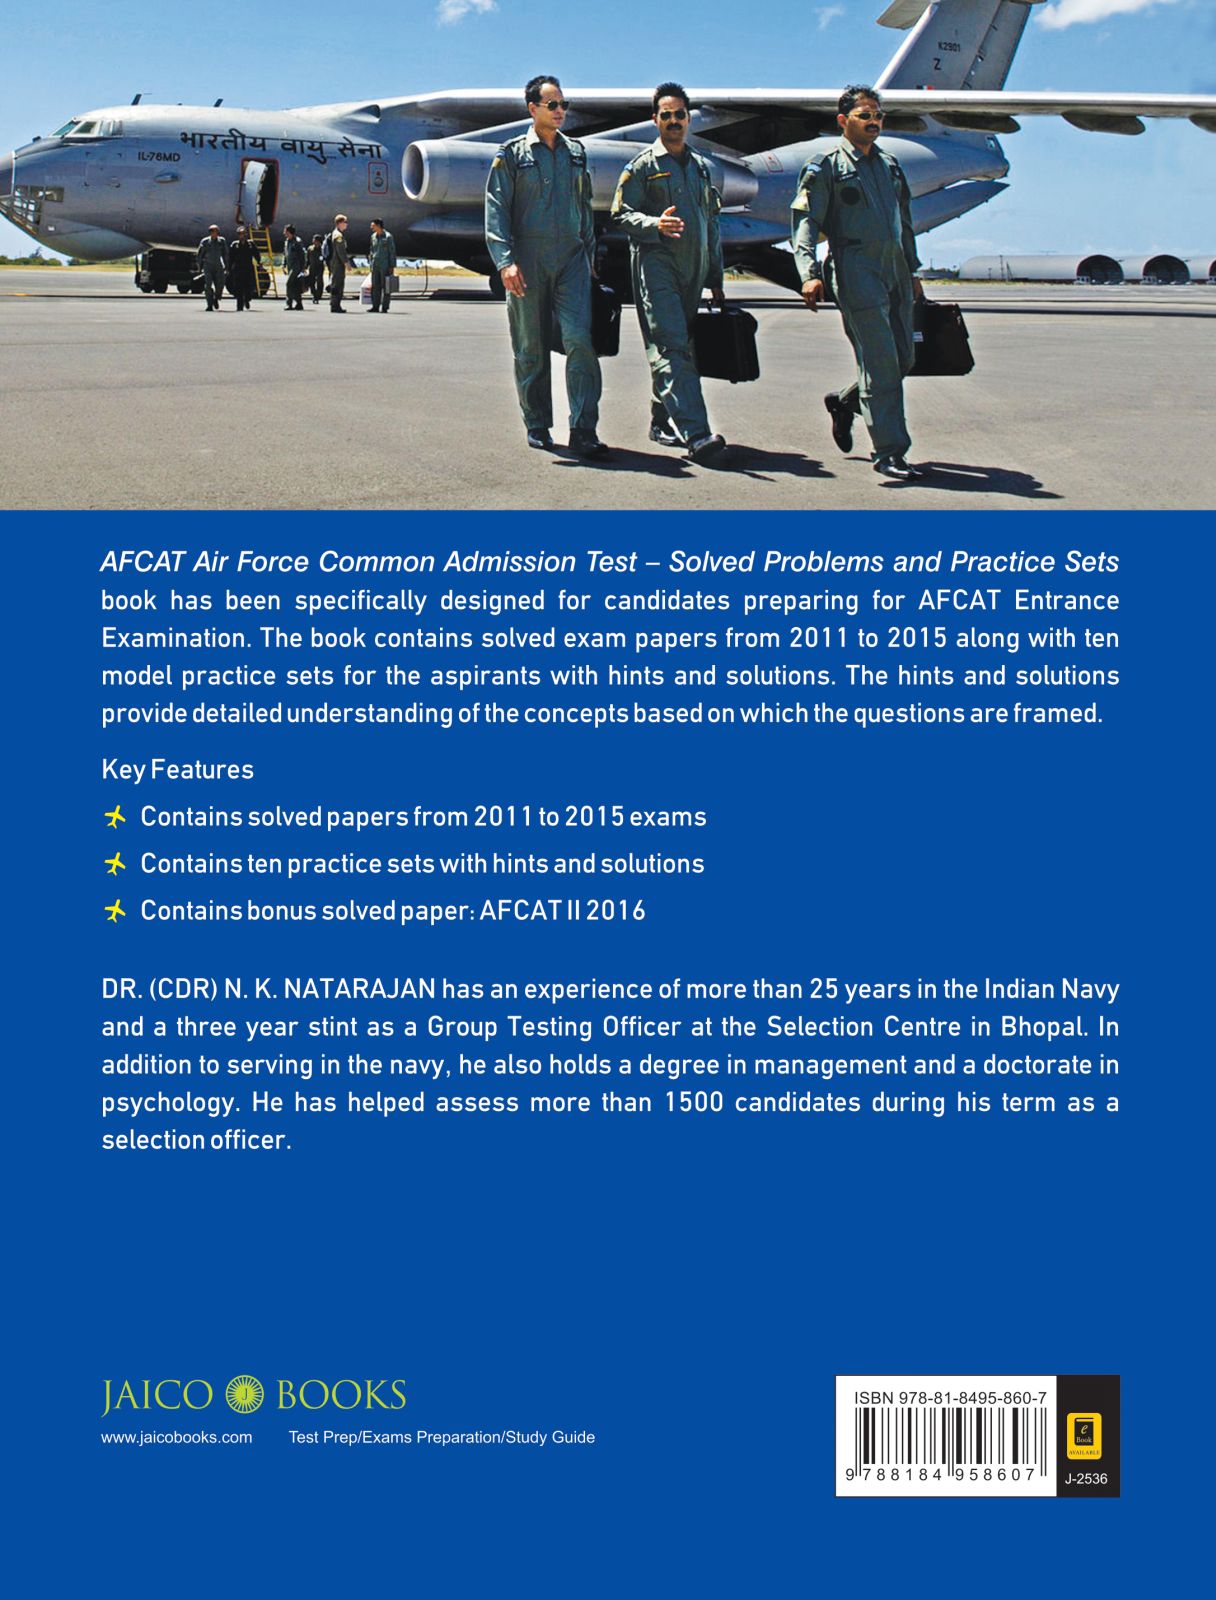 K2901
Z
भारतीय वायु सेना
IL-76MD
AFCAT Air Force Common Admission Test – Solved Problems and Practice Sets
book has been specifically designed for candidates preparing for AFCAT Entrance
Examination. The book contains solved exam papers from 2011 to 2015 along with ten
model practice sets for the aspirants with hints and solutions. The hints and solutions
provide detailed understanding of the concepts based on which the questions are framed.
Key Features
Contains solved papers from 2011 to 2015 exams
Contains ten practice sets with hints and solutions
Contains bonus solved paper: AFCAT II 2016
DR. (CDR) N. K. NATARAJAN has an experience of more than 25 years in the Indian Navy
and a three year stint as a Group Testing Officer at the Selection Centre in Bhopal. In
addition to serving in the navy, he also holds a degree in management and a doctorate in
psychology. He has helped assess more than 1500 candidates during his term as a
selection officer.
JAICO J BOOKS
www.jaicobooks.com Test Prep/Exams Preparation/Study Guide
ISBN 978-81-8495-860-7
9 788184 958607
e
Book
AVAILABLE
J-2536